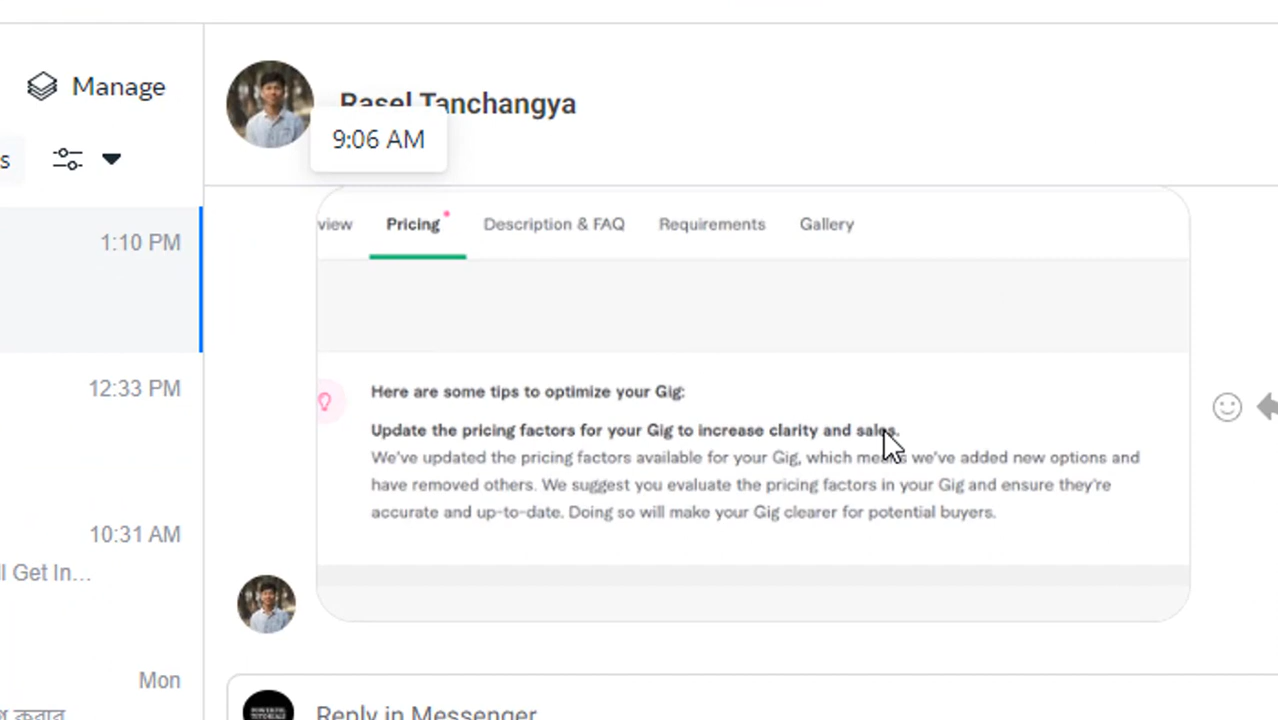 Manage
Rasel Tanchangya
9:06 AM
s
1:10 PM
view Pricing Description & FAQ Requirements Gallery
12:33 PM
Here are some tips to optimize your Gig:
Update the pricing factors for your Gig to increase clarity and sales.
We've updated the pricing factors available for your Gig, which means we've added new options and
have removed others. We suggest you evaluate the pricing factors in your Gig and ensure they're
accurate and up-to-date. Doing so will make your Gig clearer for potential buyers.
10:31 AM
ll Get In...
Mon
Reply in Messenger